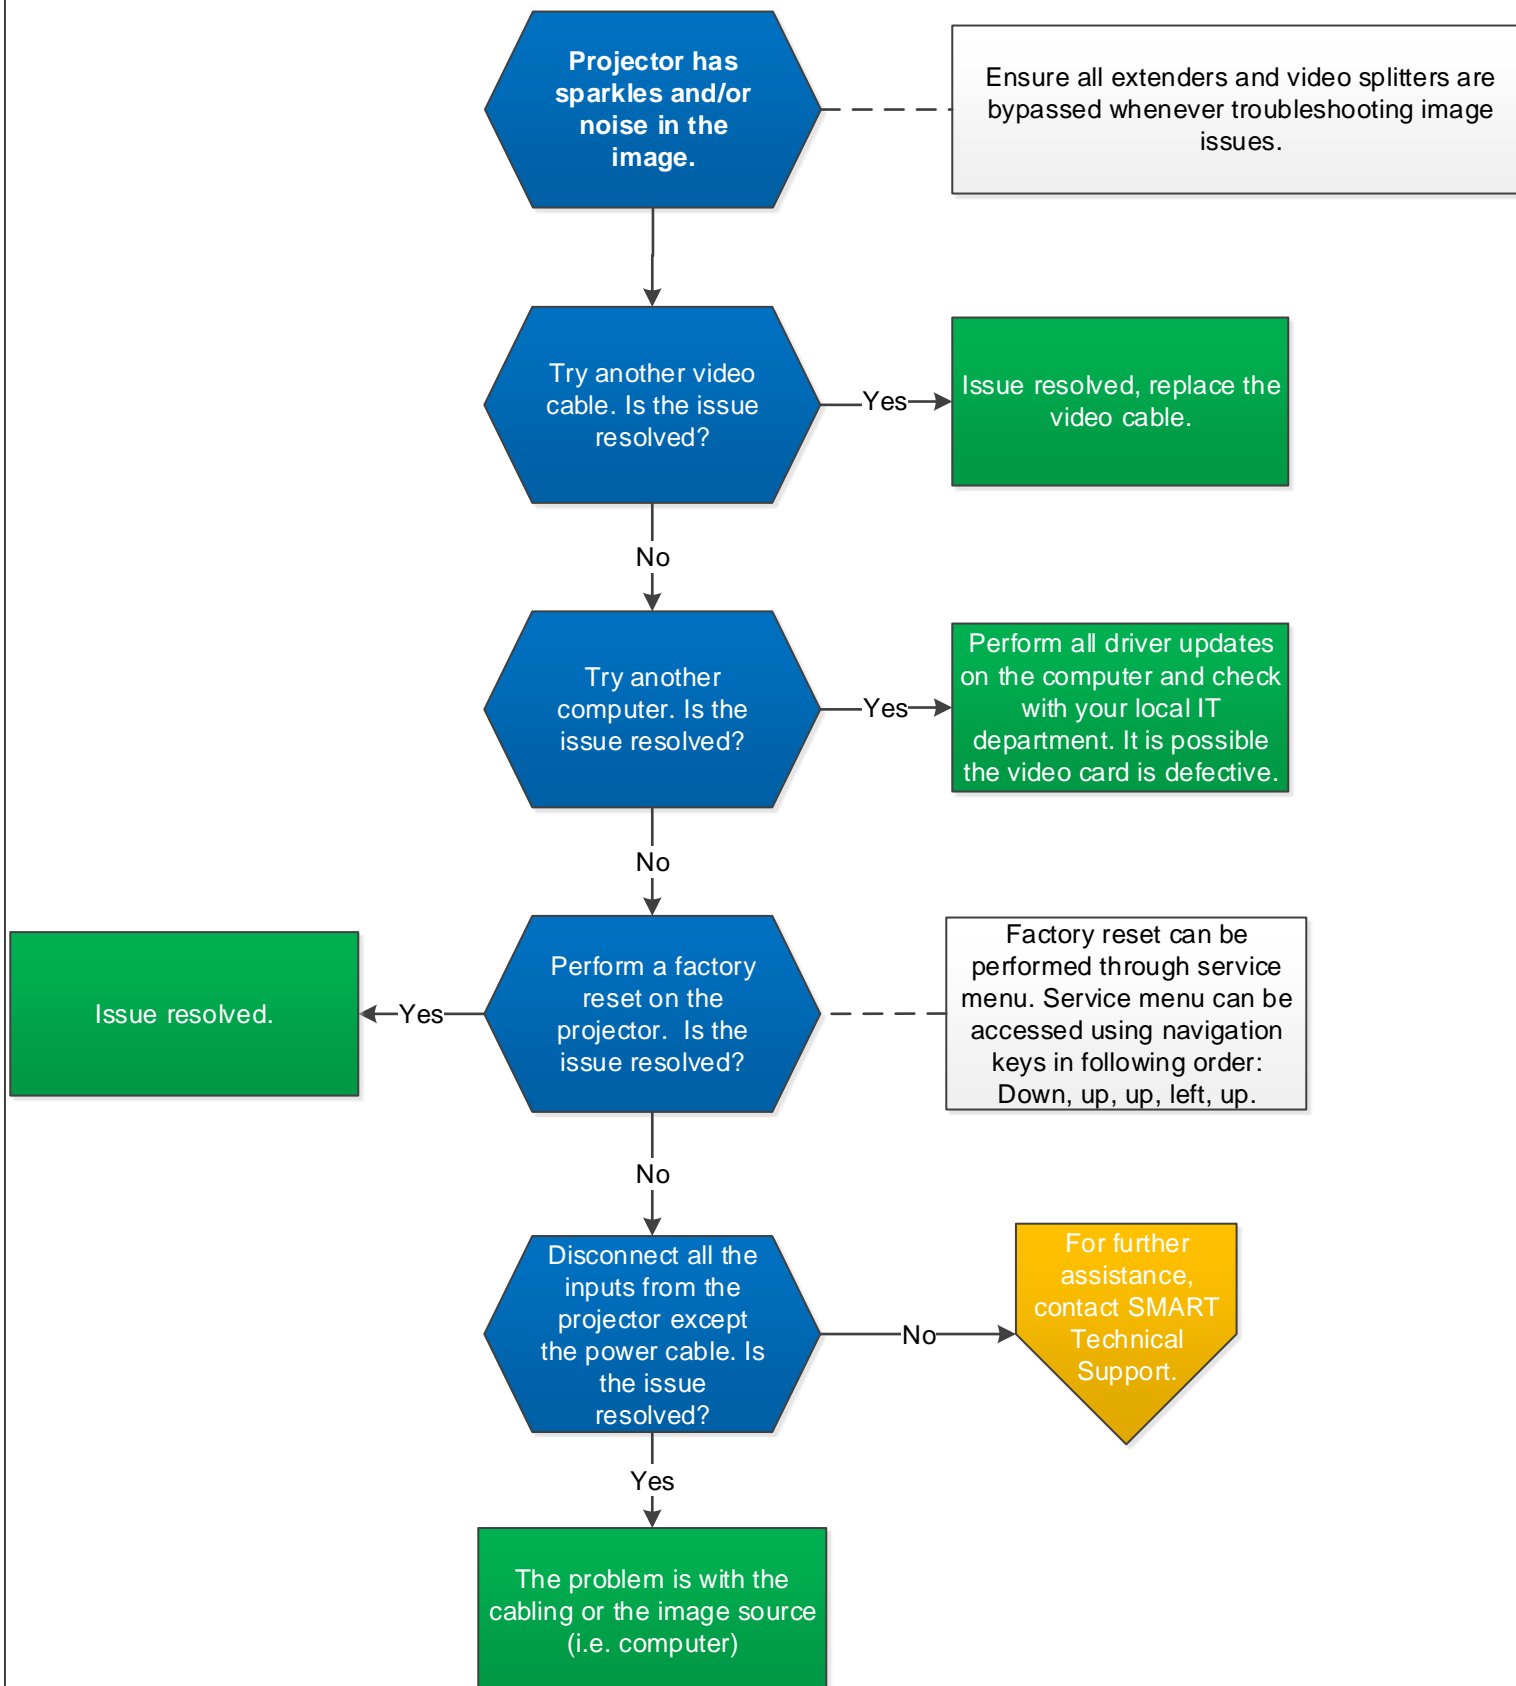 Projector has
sparkles and/or
noise in the
image.
Ensure all extenders and video splitters are
bypassed whenever troubleshooting image
issues.
Try another video
cable. Is the issue
resolved?
Yes
Issue resolved, replace the
video cable.
No
Try another
computer. Is the
issue resolved?
Yes
Perform all driver updates
on the computer and check
with your local IT
department. It is possible
the video card is defective.
No
Issue resolved.
Yes
Perform a factory
reset on the
projector.  Is the
issue resolved?
Factory reset can be
performed through service
menu. Service menu can be
accessed using navigation
keys in following order:
Down, up, up, left, up.
No
Disconnect all the
inputs from the
projector except
the power cable. Is
the issue
resolved?
No
For further
assistance,
contact SMART
Technical
Support.
Yes
The problem is with the
cabling or the image source
(i.e. computer)